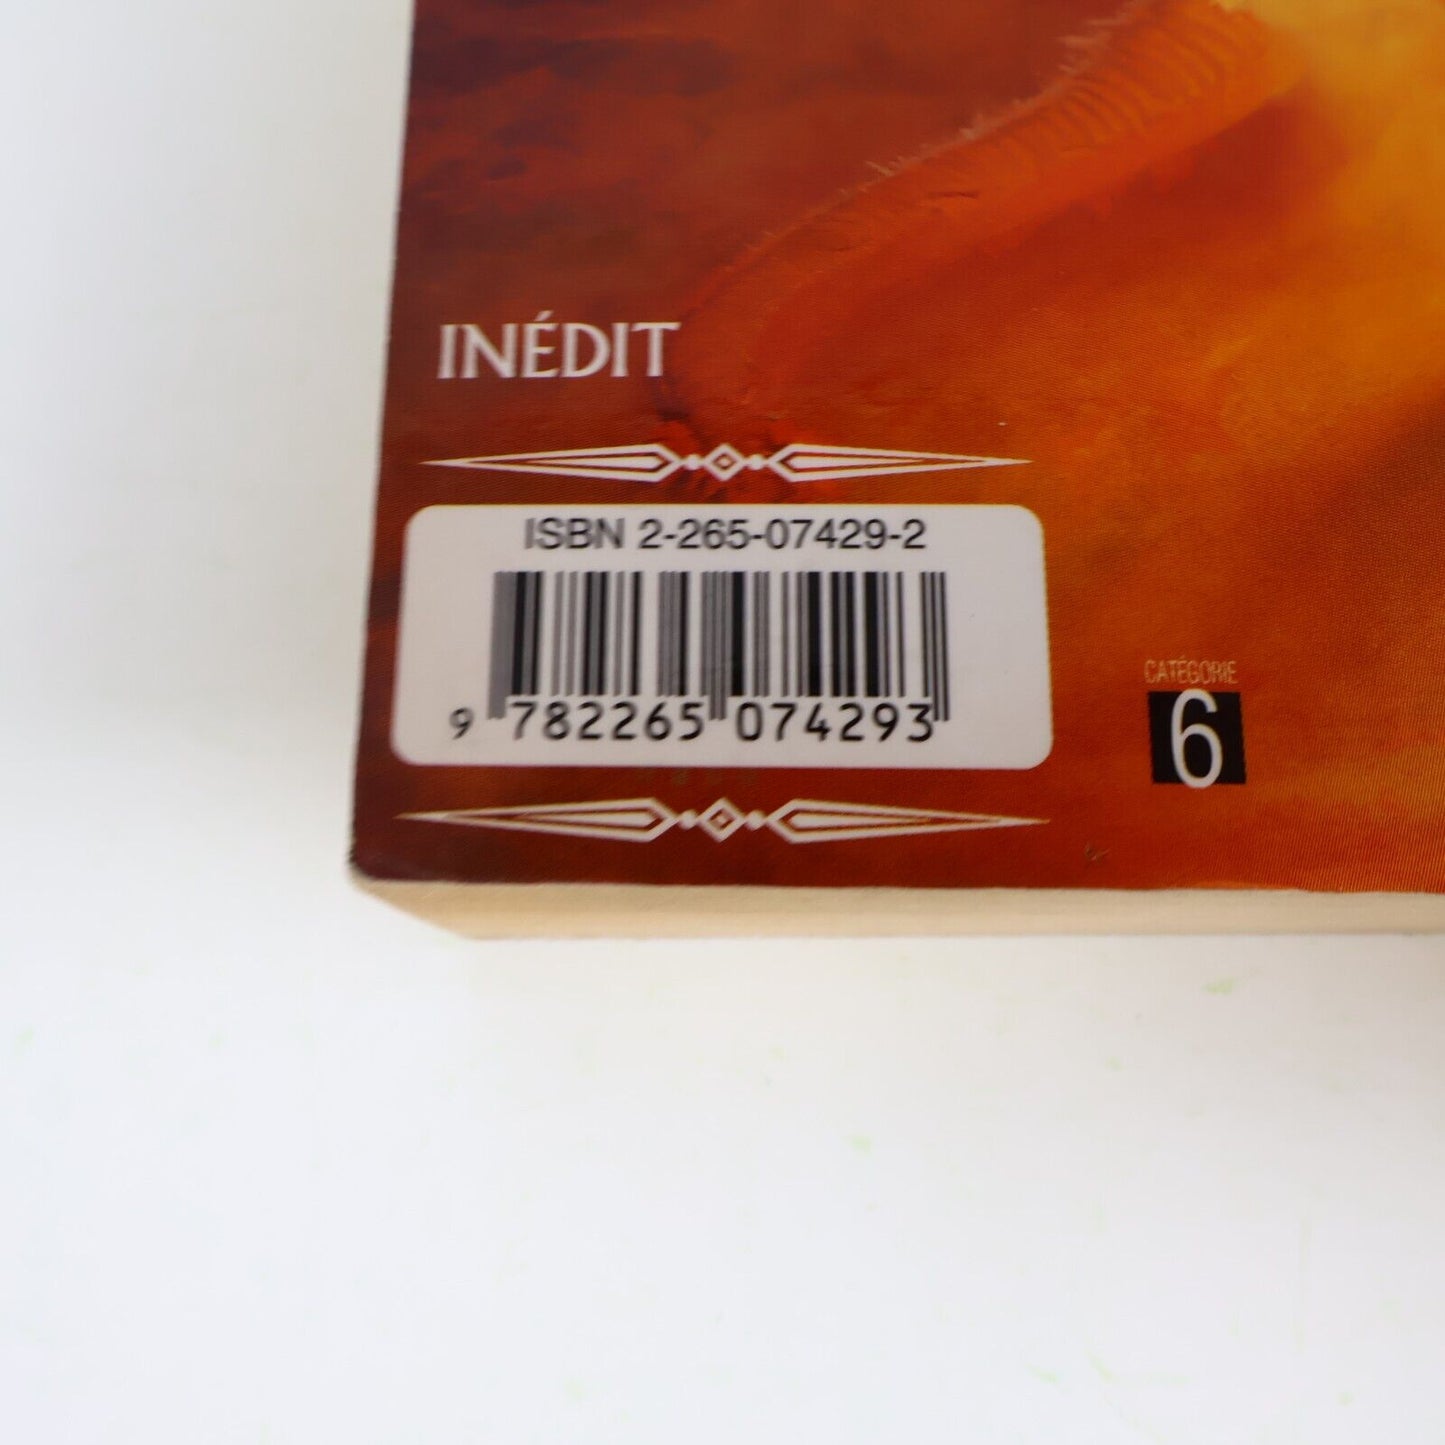 INÉDIT
ISBN 2-265-07429-2
9 782265 074293
CATÉGORIE
6